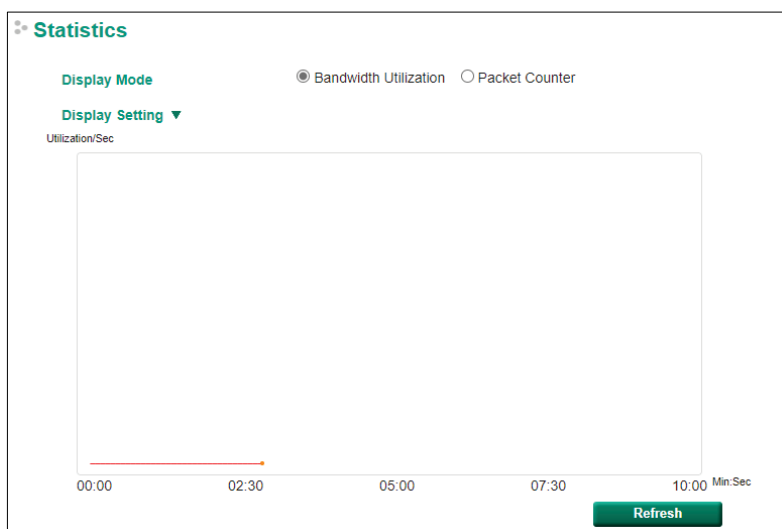 Statistics
Display Mode Bandwidth Utilization Packet Counter
Display Setting ▼
Utilization/Sec
00:00 02:30 05:00 07:30 10:00 Min:Sec
Refresh